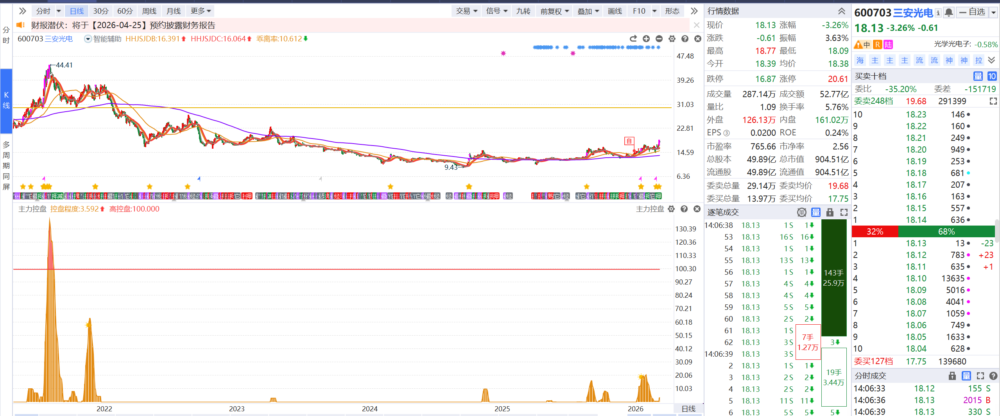 分时 日线 30分 60分 周线 月线 更多 交易 信号 九转 前复权 叠加 画线 F10 形态
财报潜伏：将于【2026-04-25】预约披露财务报告
600703 三安光电 智能辅助 HHJSJDB:16.391 HHJSJDC:16.064 乖离率:10.612
分时
K线
多周期同屏
47.48
44.41
39.26
31.03
22.81
自
14.59
9.43
6.36
主力控盘 控盘程度:3.592 高控盘:100.000 主力控盘
130.39
120.36
110.33
100.30
90.27
80.24
70.21
60.18
50.15
40.12
30.09
20.06
10.03
2022 2023 2024 2025 2026 日线
行情数据
现价 18.13 涨幅 -3.26%
涨跌 -0.61 振幅 3.63%
最高 18.77 最低 18.09
今开 18.39 均价 18.38
跌停 16.87 涨停 20.61
成交量 287.14万 成交额 52.77亿
量比 1.09 换手率 5.76%
外盘 126.13万 内盘 161.02万
EPS ③ 0.0200 ROE 0.24%
市盈率 765.66 市净率 2.56
总股本 49.89亿 总市值 904.51亿
流通股 49.89亿 流通值 904.51亿
委卖总量 29.14万 委卖均价 19.68
委买总量 13.97万 委买均价 17.75
逐笔成交 单 量
14:06:38 18.13 1 S 1
53 18.13 16 S 16
54 18.13 1 S 1
55 18.13 13 S 13
56 18.13 1 S 1
57 18.13 4 S 4
58 18.13 4 S 4
59 18.13 5 S 5
60 18.13 2 S 2
61 18.13 1 S
62 18.13 3 S
14:06:39 18.13 3 S
2 18.13 1 S 1
3 18.13 2 S 2
4 18.13 2 S 2
5 18.13 11 S 11
6 18.13 5 S 5
143手
25.9万
7手
1.27万
3
19手
3.44万
5
600703 三安光电 自选
18.13 -3.26% -0.61
中 R 陆 光学光电子: -0.58%
海 主 主 主 流 流 神 神 拉
买卖十档 量 10
委比 -35.20% 委差 -151719
委卖248档 19.68 291399
10 18.23 146
9 18.22 160
8 18.21 249
7 18.20 949
6 18.19 253
5 18.18 681
4 18.17 207
3 18.16 163
2 18.15 557
1 18.14 636
32% 68%
1 18.13 13 -23
2 18.12 783 +23
3 18.11 635 +1
4 18.10 13635
5 18.09 5016
6 18.08 4041
7 18.07 1059
8 18.06 749
9 18.05 1633
10 18.04 628
委买127档 17.75 139680
分时成交 量
14:06:33 18.12 155 S
14:06:36 18.13 2015 B
14:06:39 18.13 330 S